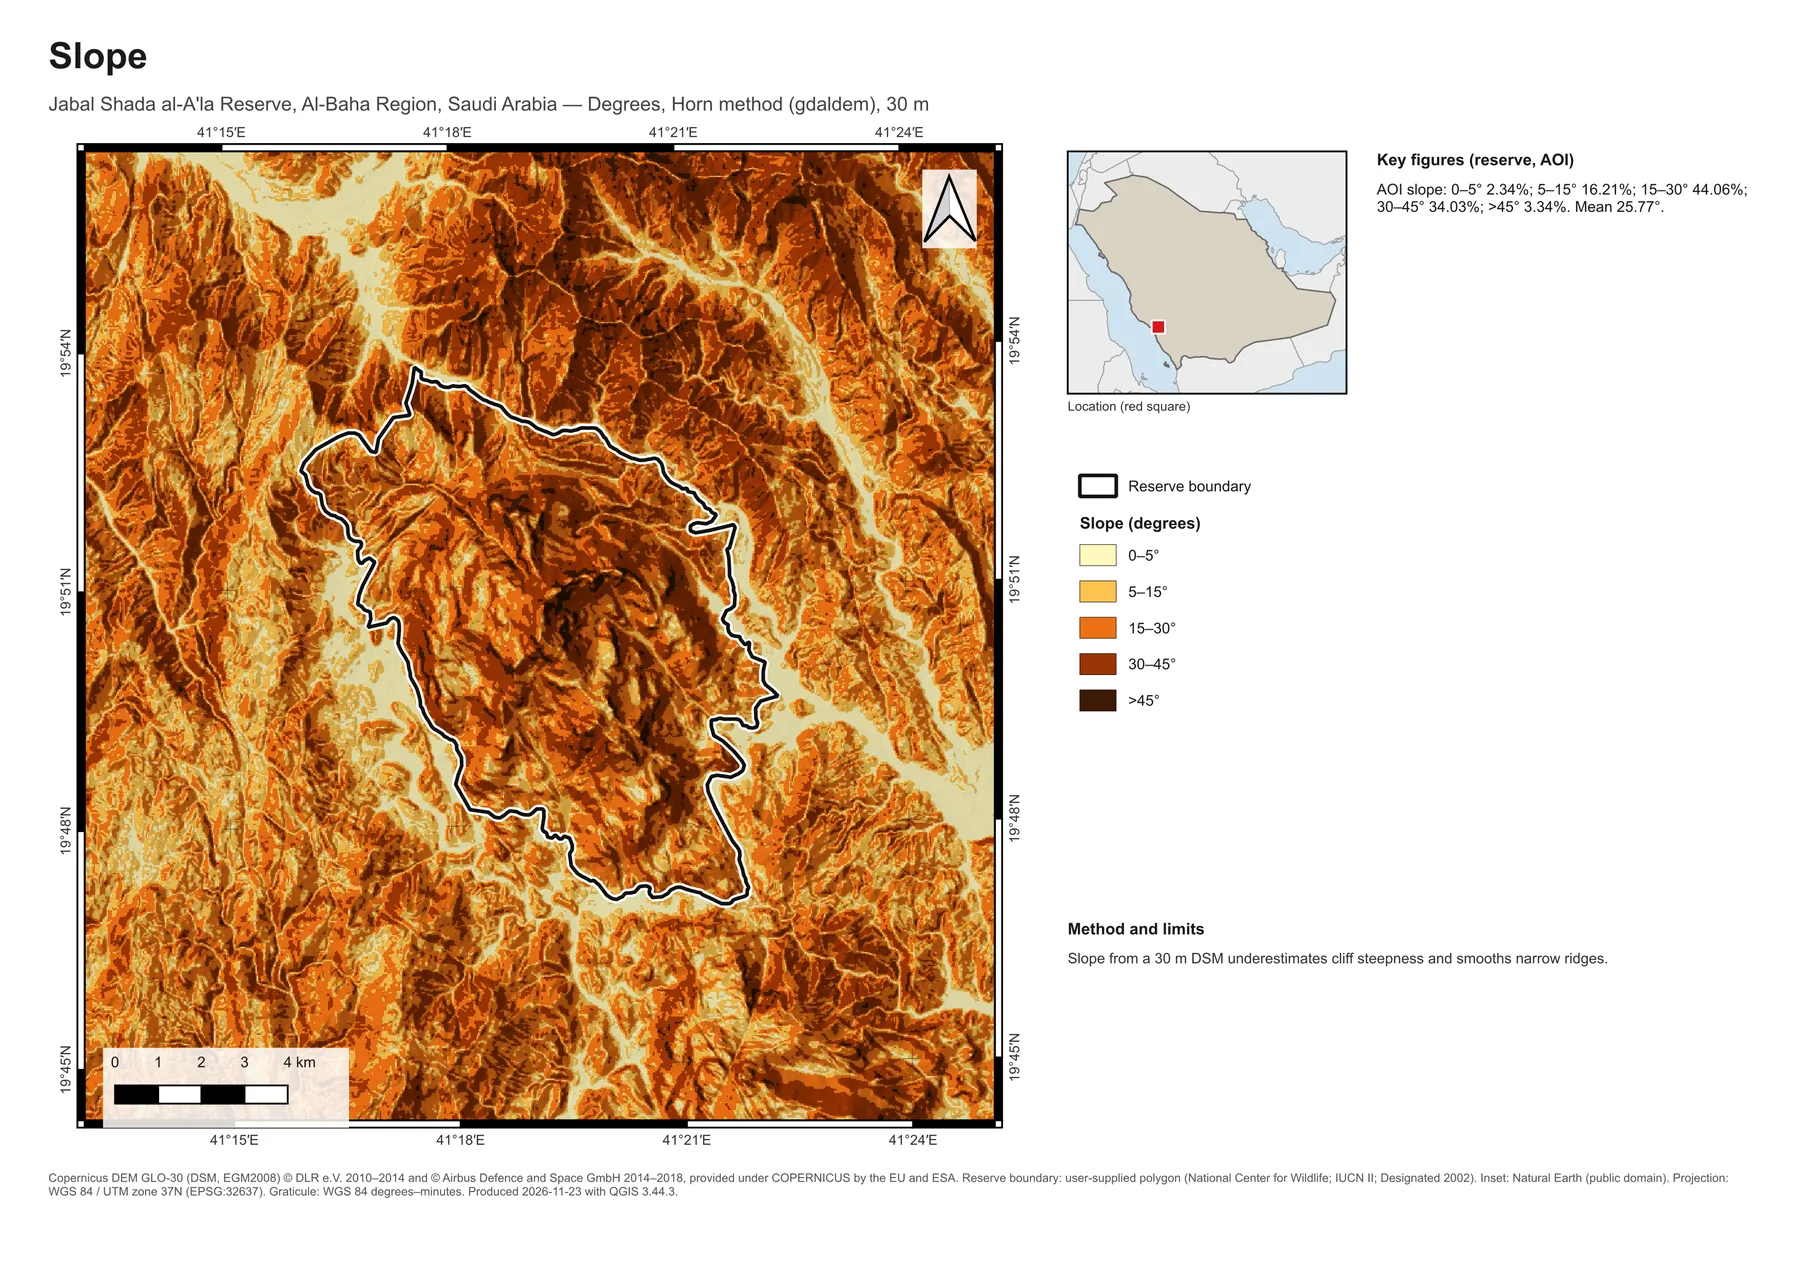 Slope
Jabal Shada al-A'la Reserve, Al-Baha Region, Saudi Arabia — Degrees, Horn method (gdaldem), 30 m
41°15′E 41°18′E 41°21′E 41°24′E
19°54′N
19°51′N
19°48′N
19°45′N
19°54′N
19°51′N
19°48′N
19°45′N
0 1 2 3 4 km
41°15′E 41°18′E 41°21′E 41°24′E
Location (red square)
Key figures (reserve, AOI)
AOI slope: 0–5° 2.34%; 5–15° 16.21%; 15–30° 44.06%;
30–45° 34.03%; >45° 3.34%. Mean 25.77°.
Reserve boundary
Slope (degrees)
0–5°
5–15°
15–30°
30–45°
>45°
Method and limits
Slope from a 30 m DSM underestimates cliff steepness and smooths narrow ridges.
Copernicus DEM GLO-30 (DSM, EGM2008) © DLR e.V. 2010–2014 and © Airbus Defence and Space GmbH 2014–2018, provided under COPERNICUS by the EU and ESA. Reserve boundary: user-supplied polygon (National Center for Wildlife; IUCN II; Designated 2002). Inset: Natural Earth (public domain). Projection:
WGS 84 / UTM zone 37N (EPSG:32637). Graticule: WGS 84 degrees–minutes. Produced 2026-11-23 with QGIS 3.44.3.